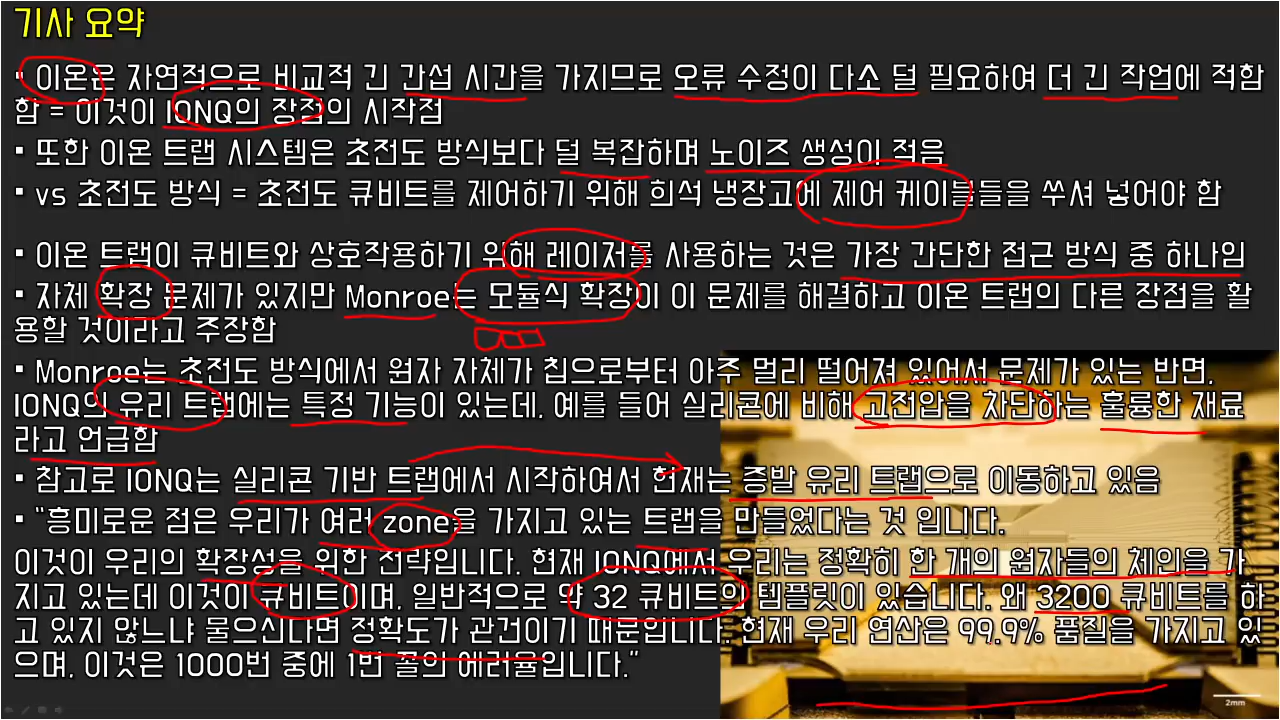 기사 요약
▪ 이온은 자연적으로 비교적 긴 간섭 시간을 가지므로 오류 수정이 다소 덜 필요하여 더 긴 작업에 적합
함 = 이것이 IONQ의 장점의 시작점
▪ 또한 이온 트랩 시스템은 초전도 방식보다 덜 복잡하며 노이즈 생성이 적음
▪ vs 초전도 방식 = 초전도 큐비트를 제어하기 위해 희석 냉장고에 제어 케이블들을 쑤셔 넣어야 함
▪ 이온 트랩이 큐비트와 상호작용하기 위해 레이저를 사용하는 것은 가장 간단한 접근 방식 중 하나임
▪ 자체 확장 문제가 있지만 Monroe는 모듈식 확장이 이 문제를 해결하고 이온 트랩의 다른 장점을 활
용할 것이라고 주장함
▪ Monroe는 초전도 방식에서 원자 자체가 칩으로부터 아주 멀리 떨어져 있어서 문제가 있는 반면,
IONQ의 유리 트랩에는 특정 기능이 있는데, 예를 들어 실리콘에 비해 고전압을 차단하는 훌륭한 재료
라고 언급함
▪ 참고로 IONQ는 실리콘 기반 트랩에서 시작하여서 현재는 증발 유리 트랩으로 이동하고 있음
▪ "흥미로운 점은 우리가 여러 zone을 가지고 있는 트랩을 만들었다는 것 입니다.
이것이 우리의 확장성을 위한 전략입니다. 현재 IONQ에서 우리는 정확히 한 개의 원자들의 체인을 가
지고 있는데 이것이 큐비트이며, 일반적으로 약 32 큐비트의 템플릿이 있습니다. 왜 3200 큐비트를 하
고 있지 않느냐 물으신다면 정확도가 관건이기 때문입니다. 현재 우리 연산은 99.9% 품질을 가지고 있
으며, 이것은 1000번 중에 1번 꼴의 에러율입니다."
2mm